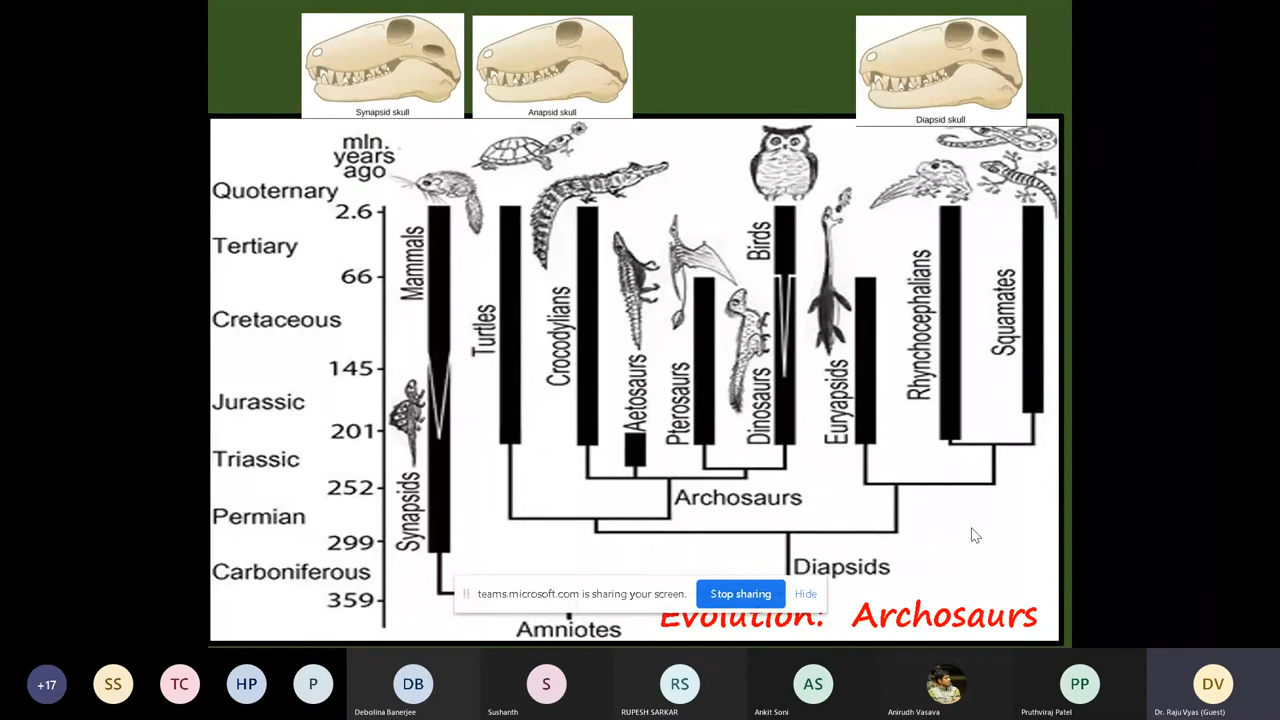 Synapsid skull
Anapsid skull
Diapsid skull
mln.
years
ago
Quoternary
2.6
Tertiary
66
Cretaceous
145
Jurassic
201
Triassic
252
Permian
299
Carboniferous
359
Mammals
Synapsids
Turtles
Crocodylians
Aetosaurs
Pterosaurs
Birds
Dinosaurs
Euryapsids
Rhynchocephalians
Squamates
Archosaurs
Diapsids
Amniotes
teams.microsoft.com is sharing your screen.
Stop sharing
Hide
Evolution: Archosaurs
+17
SS
TC
HP
P
DB
Debolina Banerjee
S
Sushanth
RS
RUPESH SARKAR
AS
Ankit Soni
Anirudh Vasava
PP
Pruthviraj Patel
DV
Dr. Raju Vyas (Guest)